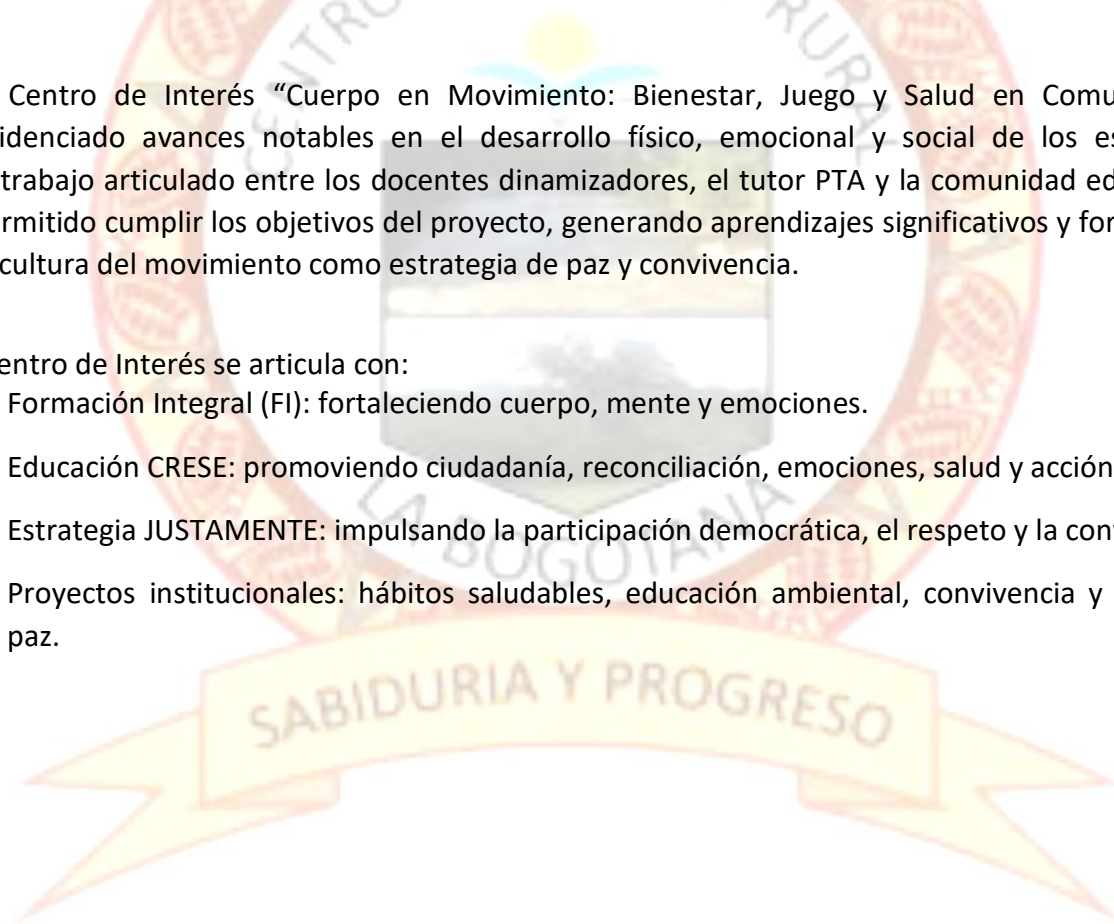 Centro de Interés “Cuerpo en Movimiento: Bienestar, Juego y Salud en Comu
idenciado avances notables en el desarrollo físico, emocional y social de los es
trabajo articulado entre los docentes dinamizadores, el tutor PTA y la comunidad ed
rmitido cumplir los objetivos del proyecto, generando aprendizajes significativos y for
cultura del movimiento como estrategia de paz y convivencia.
entro de Interés se articula con:
Formación Integral (FI): fortaleciendo cuerpo, mente y emociones.
Educación CRESE: promoviendo ciudadanía, reconciliación, emociones, salud y acción
Estrategia JUSTAMENTE: impulsando la participación democrática, el respeto y la con
Proyectos institucionales: hábitos saludables, educación ambiental, convivencia y
paz.
CENTRO
RURAL
LA BOGOTANA
SABIDURIA Y PROGRESO